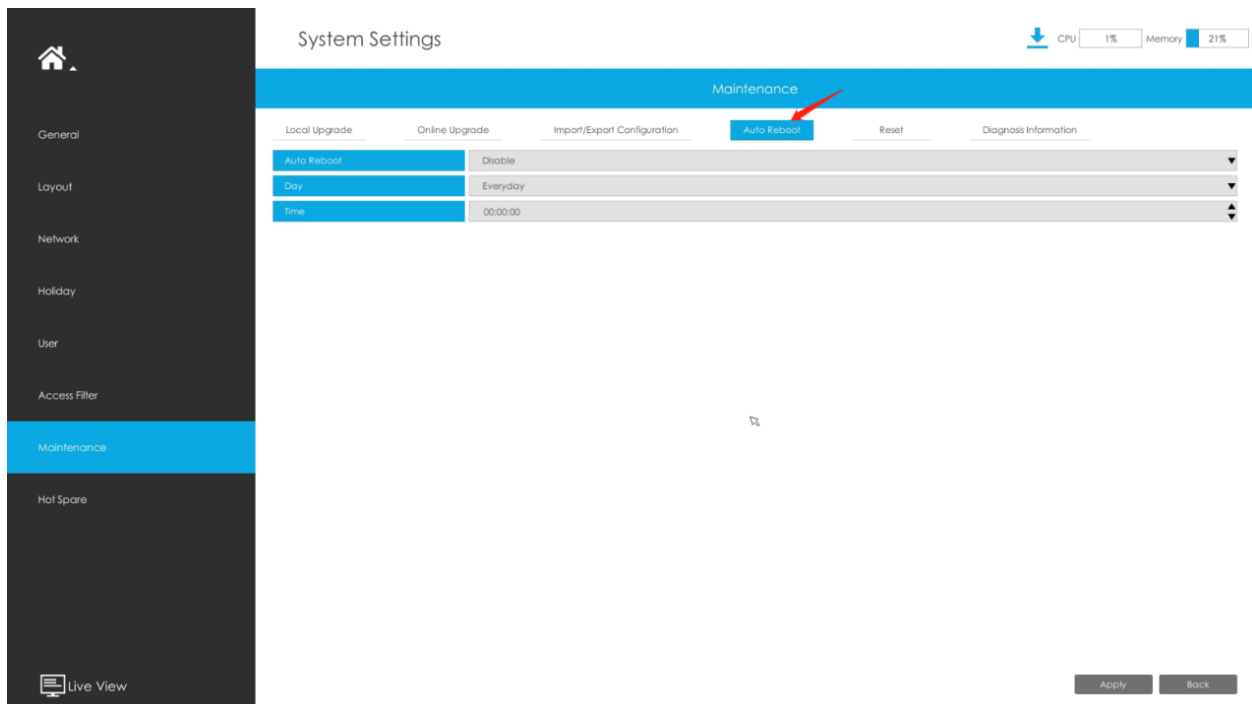 System Settings
CPU 1% Memory 21%
Maintenance
Local Upgrade Online Upgrade Import/Export Configuration Auto Reboot Reset Diagnosis Information
Auto Reboot Disable
Day Everyday
Time 00:00:00
General
Layout
Network
Holiday
User
Access Filter
Maintenance
Hot Spare
Live View
Apply Back